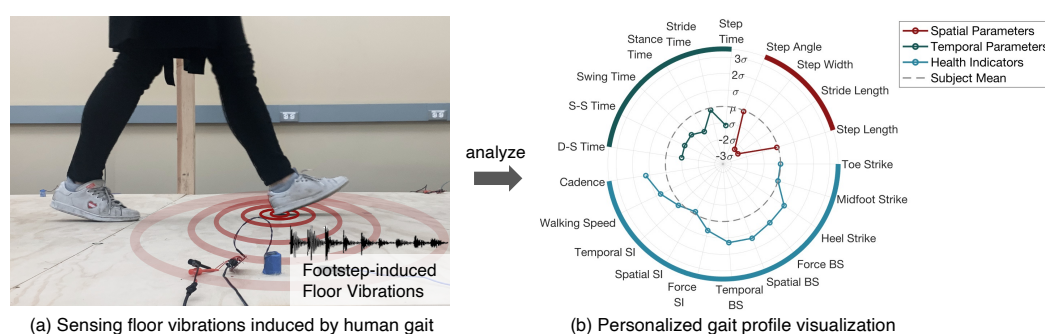 Footstep-induced
Floor Vibrations
(a) Sensing floor vibrations induced by human gait
analyze
Step
Time
Stride
Time
Stance
Time
Swing Time
S-S Time
D-S Time
Cadence
Walking Speed
Temporal SI
Spatial SI
Force
SI
Temporal
BS
Spatial BS
Force BS
Heel Strike
Midfoot Strike
Toe Strike
Step Length
Stride Length
Step Width
Step Angle
3σ
2σ
σ
μ
-σ
-2σ
-3σ
Spatial Parameters
Temporal Parameters
Health Indicators
Subject Mean
(b) Personalized gait profile visualization